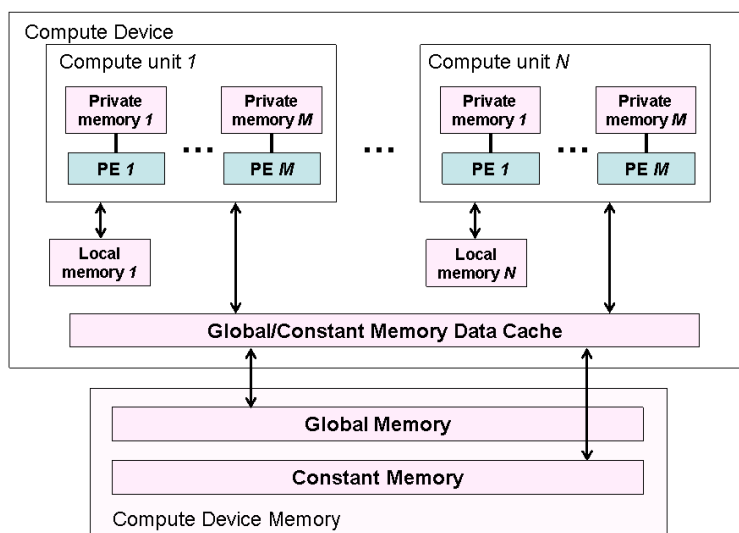 Compute Device
Compute unit 1
Private
memory 1
Private
memory M
PE 1
...
PE M
Local
memory 1
...
Compute unit N
Private
memory 1
Private
memory M
PE 1
...
PE M
Local
memory N
Global/Constant Memory Data Cache
Global Memory
Constant Memory
Compute Device Memory